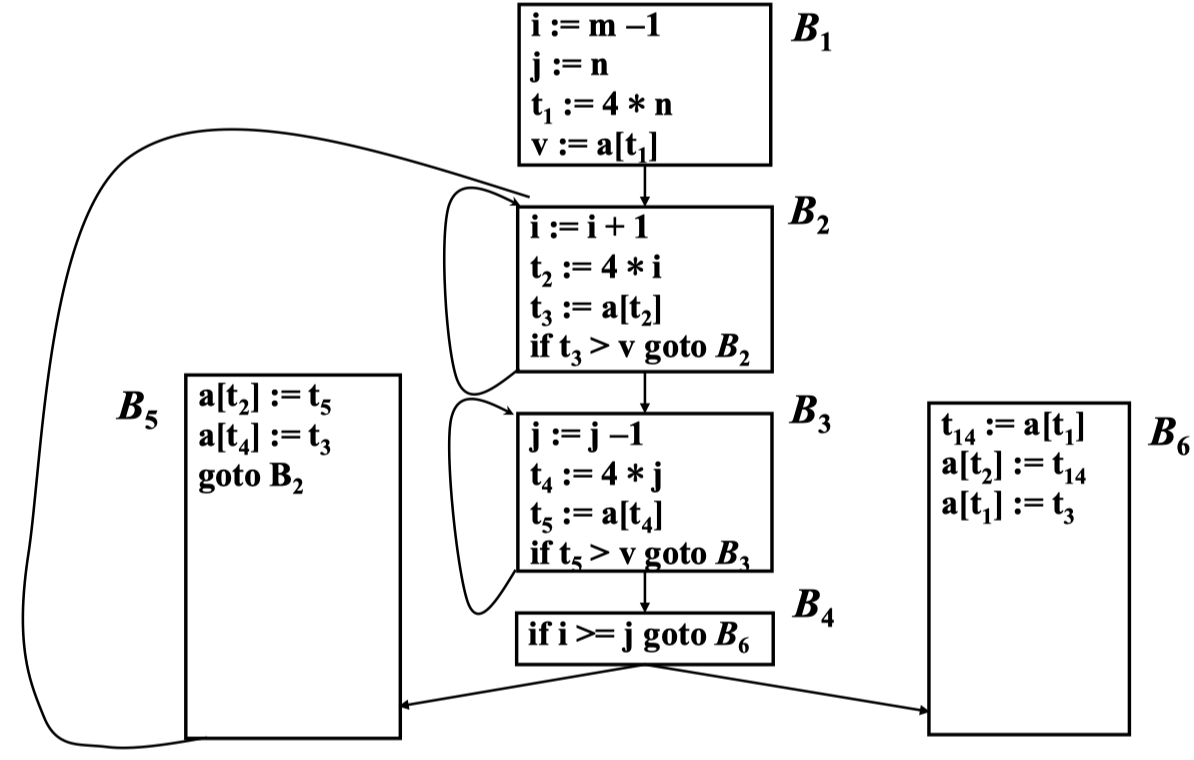 i := m –1
j := n
t₁ := 4 * n
v := a[t₁]
B₁
i := i + 1
t₂ := 4 * i
t₃ := a[t₂]
if t₃ > v goto B₂
B₂
B₅
a[t₂] := t₅
a[t₄] := t₃
goto B₂
j := j –1
t₄ := 4 * j
t₅ := a[t₄]
if t₅ > v goto B₃
B₃
t₁₄ := a[t₁]
a[t₂] := t₁₄
a[t₁] := t₃
B₆
if i >= j goto B₆
B₄